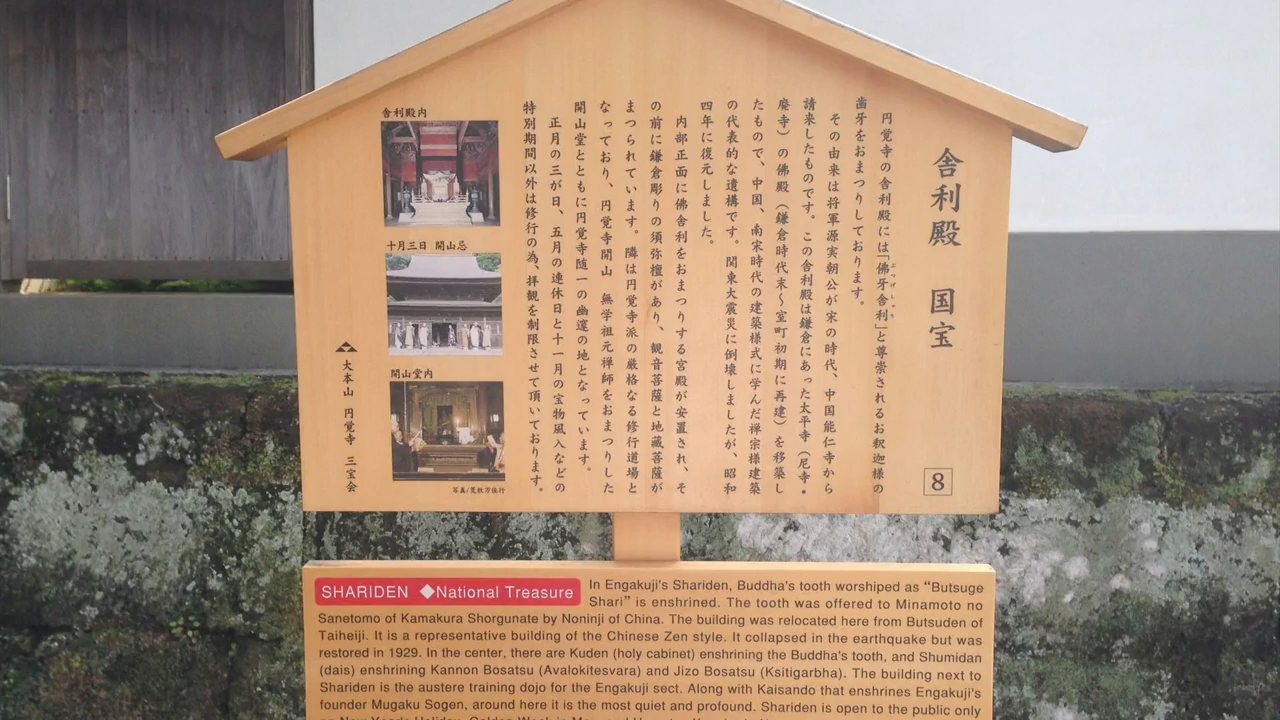 舎利殿 国宝
円覚寺の舎利殿には「佛牙舎利」と尊崇されるお釈迦様の
ぶつげしゃり
歯牙をおまつりしております。
その由来は将軍源実朝公が宋の時代、中国能仁寺から
請来したものです。この舎利殿は鎌倉にあった太平寺（尼寺・
廃寺）の佛殿（鎌倉時代末～室町初期に再建）を移築し
たもので、中国、南宋時代の建築様式に学んだ禅宗様建築
の代表的な遺構です。関東大震災に倒壊しましたが、昭和
四年に復元しました。
内部正面に佛舎利をおまつりする宮殿が安置され、そ
の前に鎌倉彫りの須弥壇があり、観音菩薩と地蔵菩薩が
まつられています。隣は円覚寺派の厳格なる修行道場と
なっており、円覚寺開山 無学祖元禅師をおまつりした
開山堂とともに円覚寺随一の幽邃の地となっています。
正月の三が日、五月の連休日と十一月の宝物風入などの
特別期間以外は修行の為、拝観を制限させて頂いております。
舎利殿内
十月三日 開山忌
開山堂内
大本山 円覚寺 三宝会
8
SHARIDEN ◆National Treasure
In Engakuji's Shariden, Buddha's tooth worshiped as “Butsuge
Shari” is enshrined. The tooth was offered to Minamoto no
Sanetomo of Kamakura Shorgunate by Noninji of China. The building was relocated here from Butsuden of
Taiheiji. It is a representative building of the Chinese Zen style. It collapsed in the earthquake but was
restored in 1929. In the center, there are Kuden (holy cabinet) enshrining the Buddha's tooth, and Shumidan
(dais) enshrining Kannon Bosatsu (Avalokitesvara) and Jizo Bosatsu (Ksitigarbha). The building next to
Shariden is the austere training dojo for the Engakuji sect. Along with Kaisando that enshrines Engakuji's
founder Mugaku Sogen, around here it is the most quiet and profound. Shariden is open to the public only